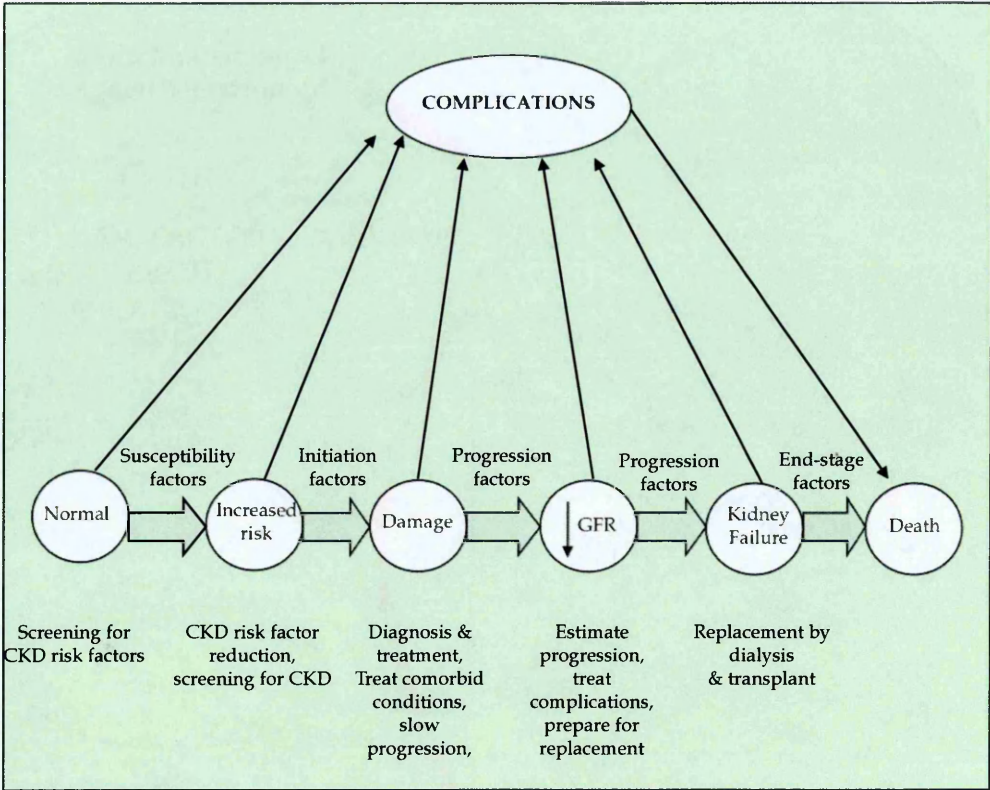 COMPLICATIONS
Susceptibility
factors
Initiation
factors
Progression
factors
Progression
factors
End-stage
factors
Normal
Increased
risk
Damage
GFR
Kidney
Failure
Death
Screening for
CKD risk factors
CKD risk factor
reduction,
screening for CKD
Diagnosis &
treatment,
Treat comorbid
conditions,
slow
progression,
Estimate
progression,
treat
complications,
prepare for
replacement
Replacement by
dialysis
& transplant